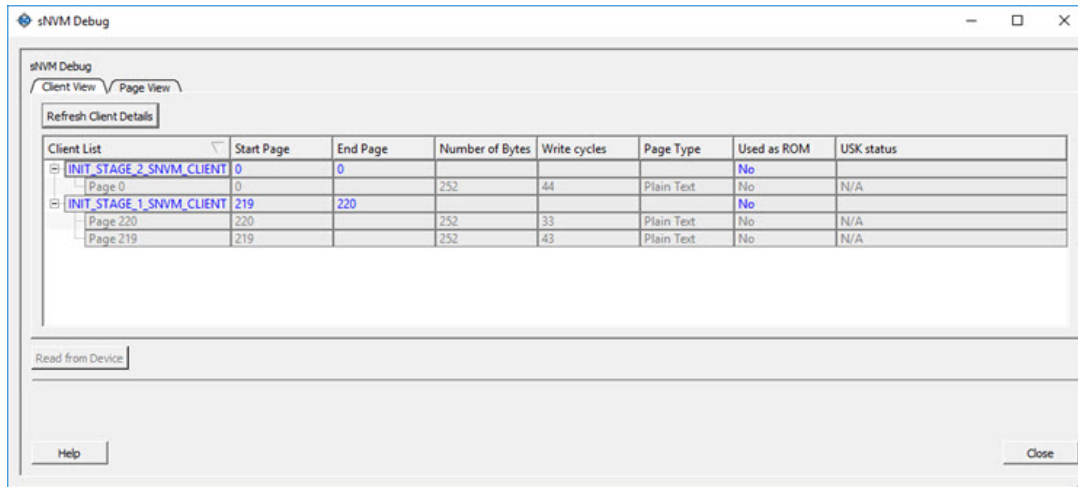 sNVM Debug
sNVM Debug
Client View Page View
Refresh Client Details
Client List Start Page End Page Number of Bytes Write cycles Page Type Used as ROM USK status
INIT_STAGE_2_SNVM_CLIENT 0 0 No
Page 0 0 252 44 Plain Text No N/A
INIT_STAGE_1_SNVM_CLIENT 219 220 No
Page 220 220 252 33 Plain Text No N/A
Page 219 219 252 43 Plain Text No N/A
Read from Device
Help Close